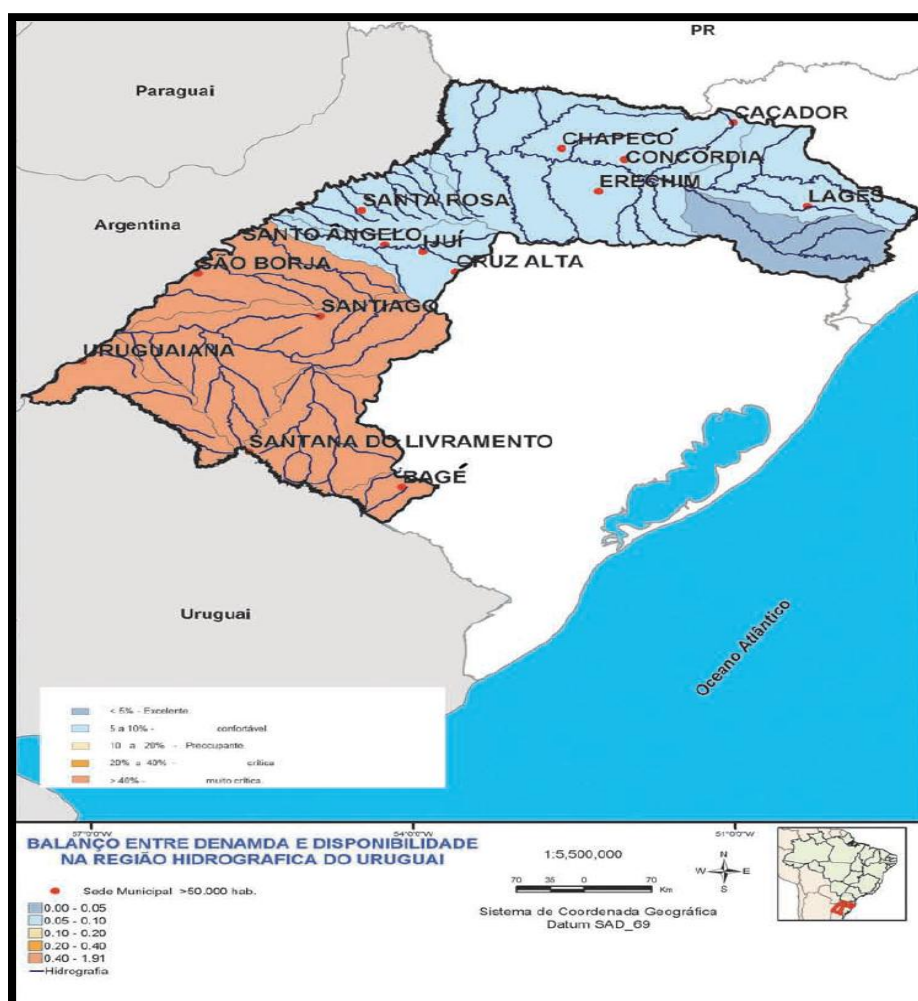 PR
Paraguai
CAÇADOR
CHAPECÓ
CONCÓRDIA
ERECHIM
SANTA ROSA
LAGES
Argentina
SANTO ÂNGELO
IJUÍ
CRUZ ALTA
SÃO BORJA
SANTIAGO
URUGUAIANA
SANTANA DO LIVRAMENTO
BAGÉ
Uruguai
Oceano Atlântico
< 5% - Excelente
5 a 10% - confortável
10 a 20% - Preocupante
20% a 40% - crítica
> 40% - muito crítica
57°0'0"W
54°0'0"W
51°0'0"W
BALANÇO ENTRE DENAMDA E DISPONIBILIDADE
NA REGIÃO HIDROGRAFICA DO URUGUAI
Sede Municipal >50.000 hab.
0.00 - 0.05
0.05 - 0.10
0.10 - 0.20
0.20 - 0.40
0.40 - 1.91
Hidrografia
1:5,500,000
70 35 0 70
Km
N
W E
S
Sistema de Coordenada Geográfica
Datum SAD_69